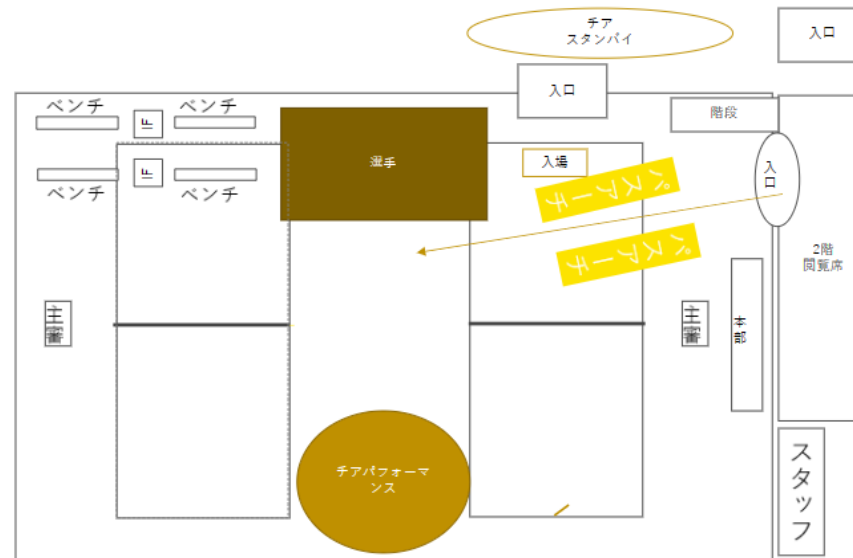 チア
スタンバイ
入口
入口
階段
ベンチ
ベンチ
IF
選手
入場
パスアーチ
入口
IF
ベンチ
ベンチ
パスアーチ
2階
閲覧席
主審
主審
本部
チアパフォーマ
ンス
スタッフ